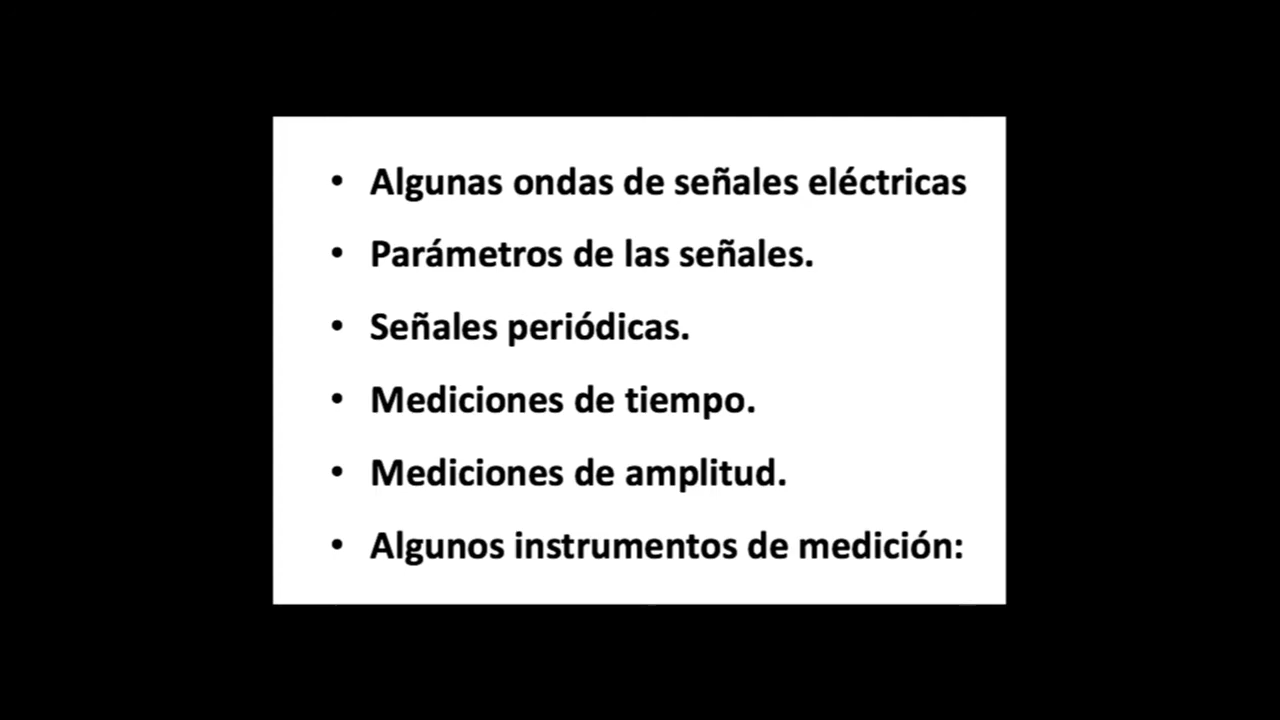 • Algunas ondas de señales eléctricas
• Parámetros de las señales.
• Señales periódicas.
• Mediciones de tiempo.
• Mediciones de amplitud.
• Algunos instrumentos de medición: